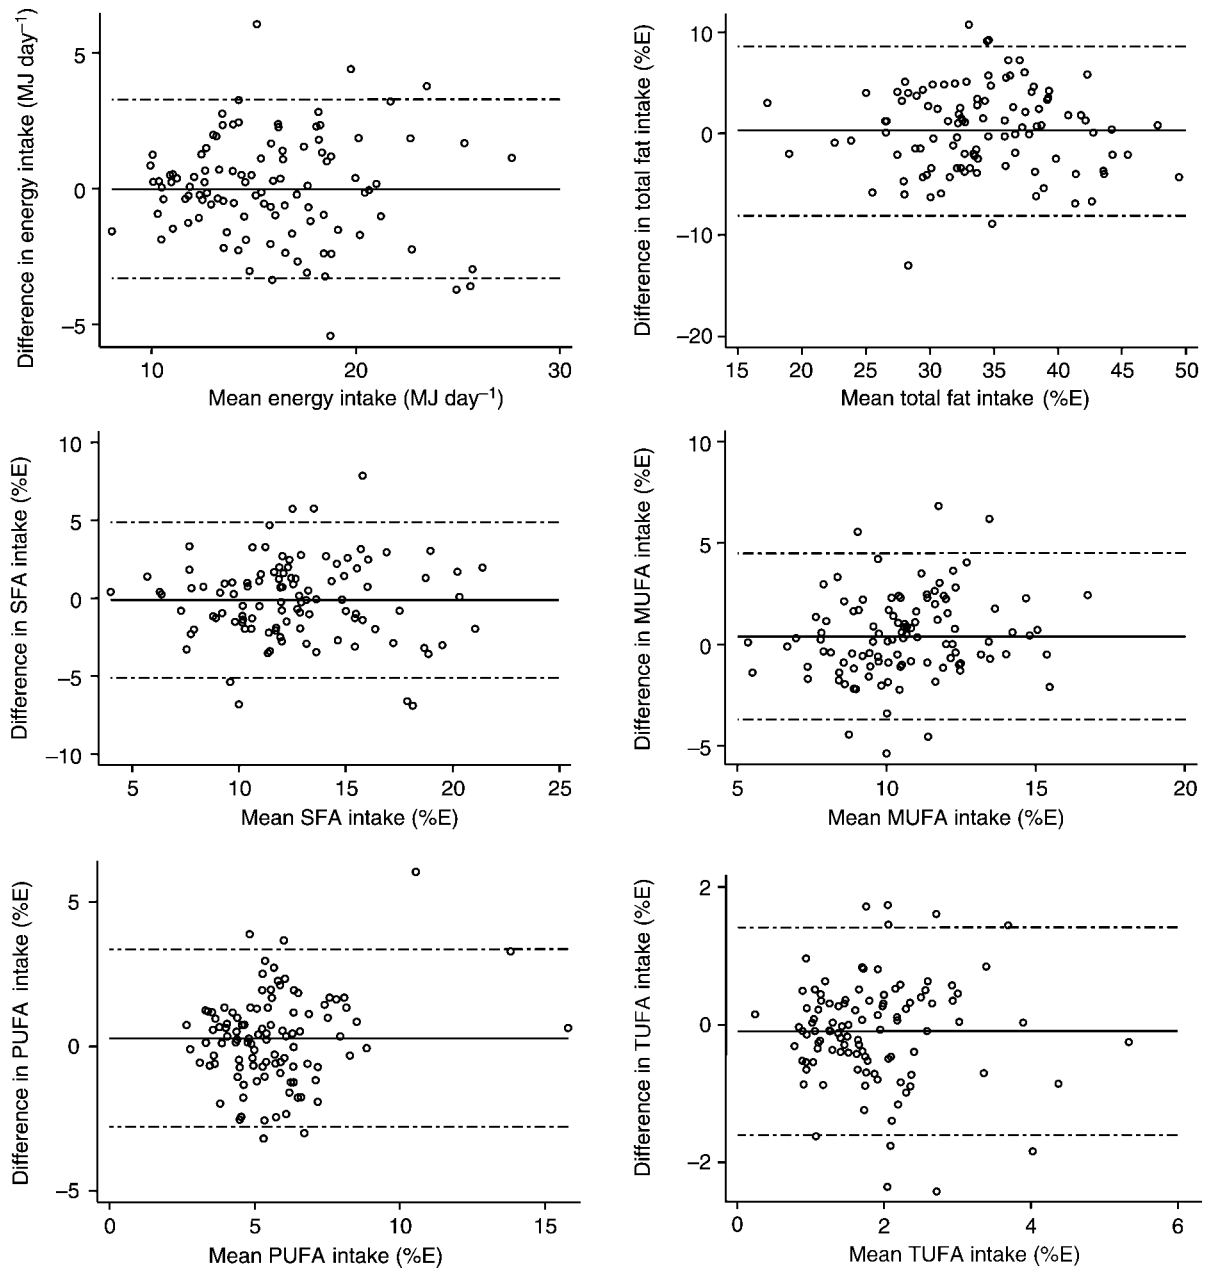 Difference in energy intake (MJ day–1)
5
0
–5
10 20 30
Mean energy intake (MJ day–1)
Difference in total fat intake (%E)
10
0
–10
–20
15 20 25 30 35 40 45 50
Mean total fat intake (%E)
Difference in SFA intake (%E)
10
5
0
–5
–10
5 10 15 20 25
Mean SFA intake (%E)
Difference in MUFA intake (%E)
10
5
0
–5
5 10 15 20
Mean MUFA intake (%E)
Difference in PUFA intake (%E)
5
0
–5
0 5 10 15
Mean PUFA intake (%E)
Difference in TUFA intake (%E)
2
0
–2
0 2 4 6
Mean TUFA intake (%E)